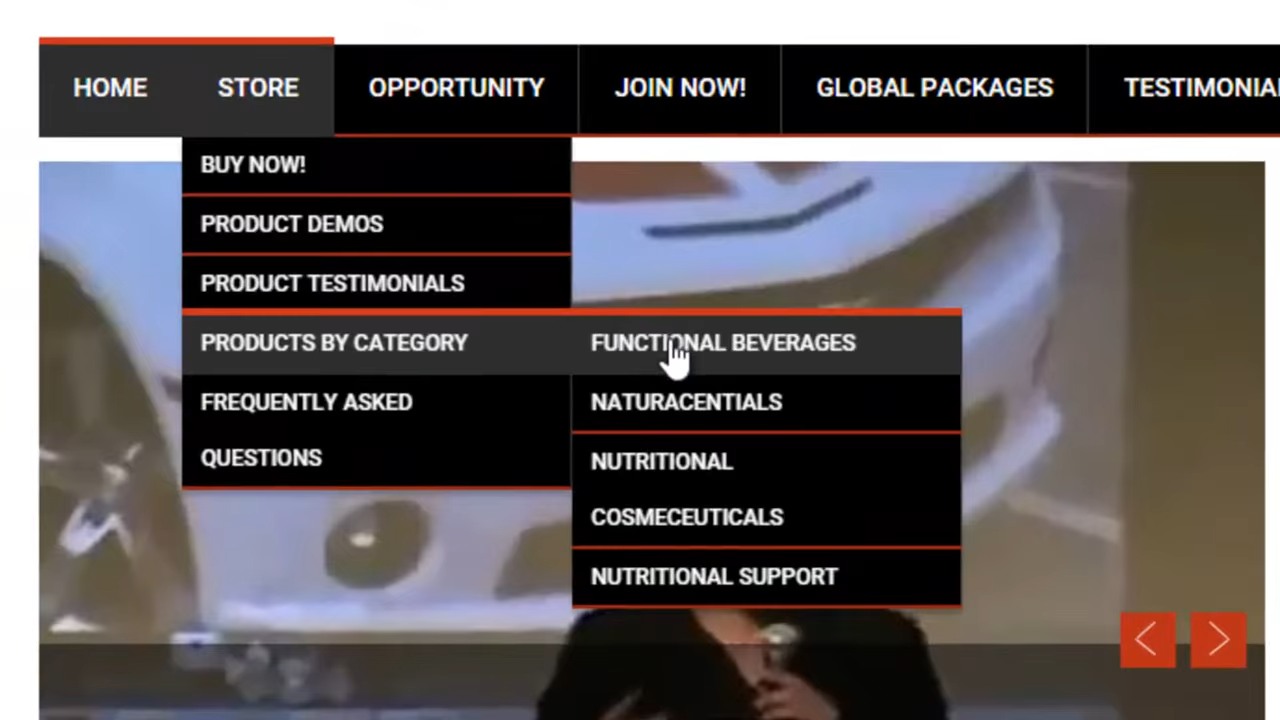 HOME STORE OPPORTUNITY JOIN NOW! GLOBAL PACKAGES
BUY NOW!
PRODUCT DEMOS
PRODUCT TESTIMONIALS
PRODUCTS BY CATEGORY
FREQUENTLY ASKED
QUESTIONS
FUNCTIONAL BEVERAGES
NATURACENTIALS
NUTRITIONAL
COSMECEUTICALS
NUTRITIONAL SUPPORT